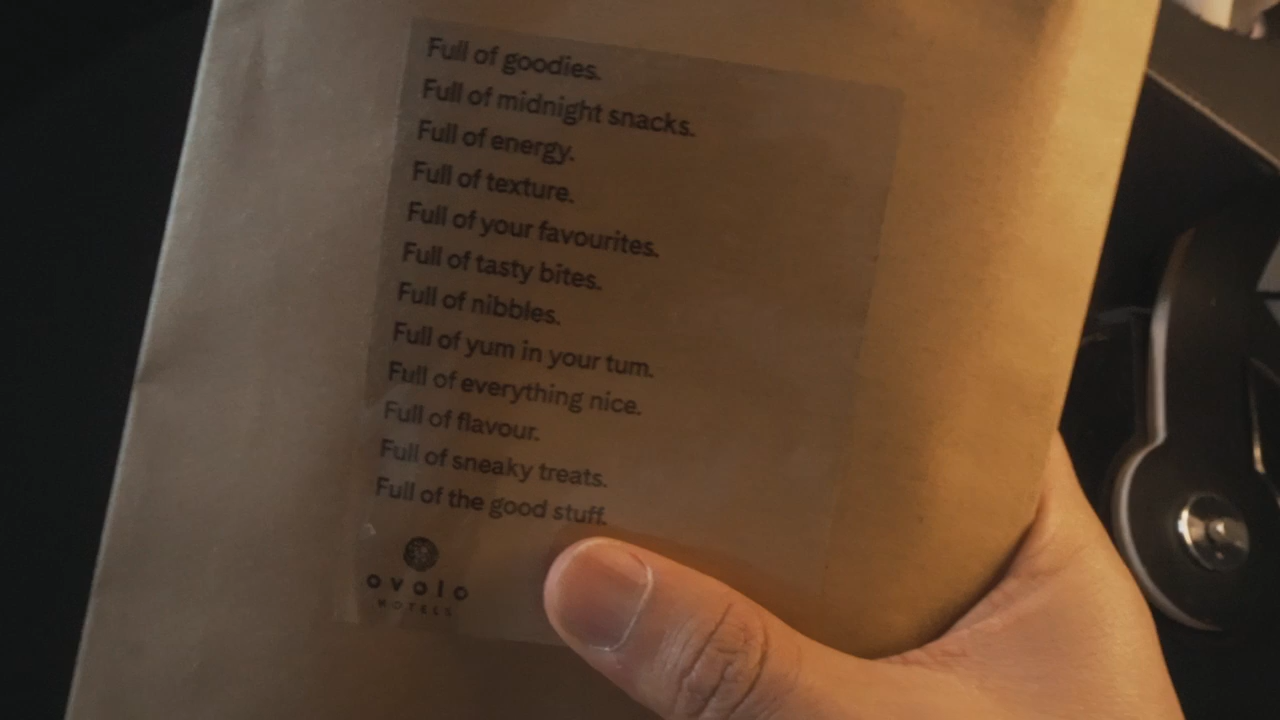 Full of goodies.
Full of midnight snacks.
Full of energy.
Full of texture.
Full of your favourites.
Full of tasty bites.
Full of nibbles.
Full of yum in your tum.
Full of everything nice.
Full of flavour.
Full of sneaky treats.
Full of the good stuff.
ovolo
HOTELS